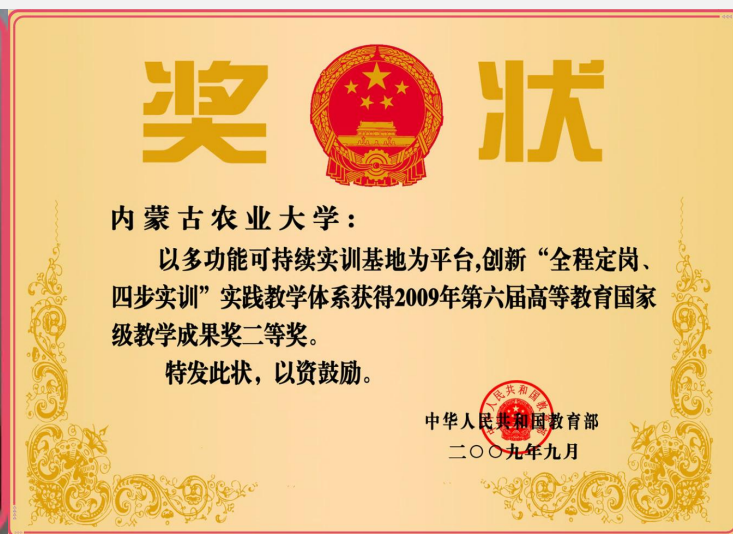 奖 状
内蒙古农业大学：
以多功能可持续实训基地为平台,创新“全程定岗、
四步实训”实践教学体系获得2009年第六届高等教育国家
级教学成果奖二等奖。
特发此状，以资鼓励。
中华人民共和国教育部
二○○九年九月